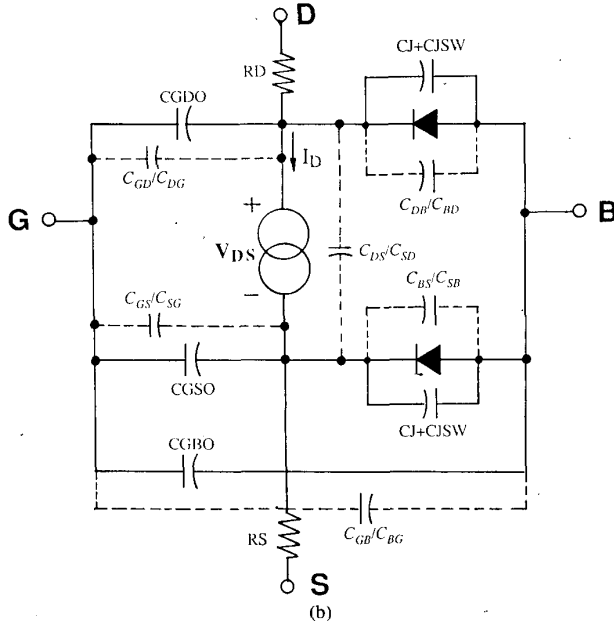 D
RD
CJ+CJSW
CGDO
I_D
C_GD/C_DG
C_DB/C_BD
G
+
B
V_DS
C_DS/C_SD
−
C_BS/C_SB
C_GS/C_SG
CGSO
CJ+CJSW
CGBO
RS
C_GB/C_BG
S
(b)